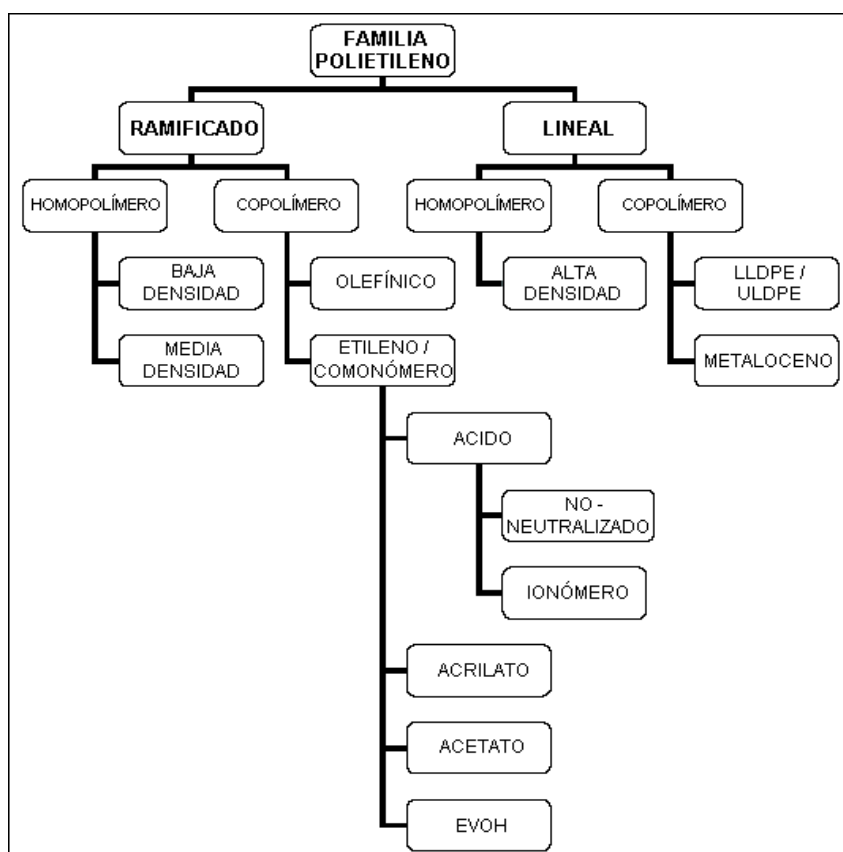 FAMILIA
POLIETILENO
RAMIFICADO
LINEAL
HOMOPOLÍMERO
COPOLÍMERO
HOMOPOLÍMERO
COPOLÍMERO
BAJA
DENSIDAD
OLEFÍNICO
ALTA
DENSIDAD
LLDPE /
ULDPE
MEDIA
DENSIDAD
ETILENO /
COMONÓMERO
METALOCENO
ACIDO
NO -
NEUTRALIZADO
IONÓMERO
ACRILATO
ACETATO
EVOH